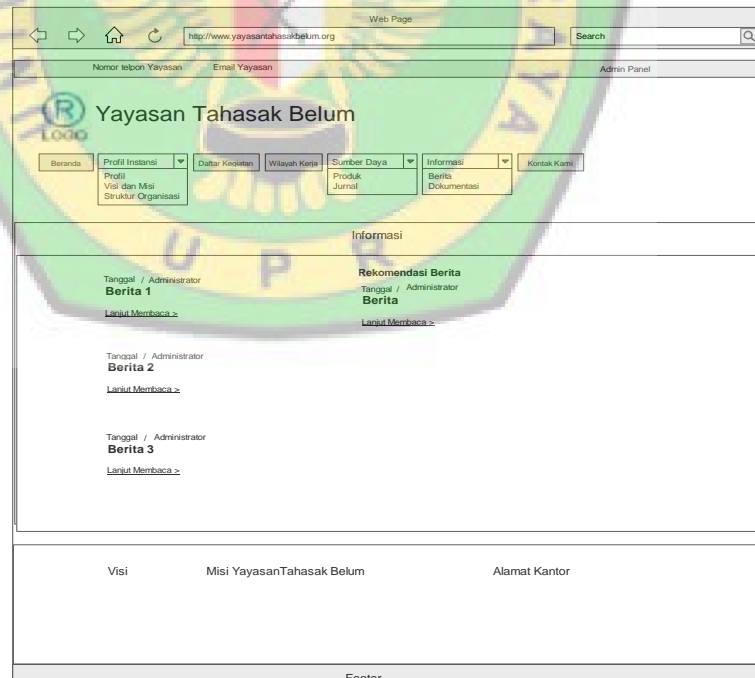 Web Page
http://www.yayasantahasakbelum.org
Search
Nomor telpon Yayasan Email Yayasan Admin Panel
R
LOGO
Yayasan Tahasak Belum
Beranda Profil Instansi Daftar Kegiatan Wilayah Kerja Sumber Daya Informasi Kontak Kami
Profil
Visi dan Misi
Struktur Organisasi
Produk
Jurnal
Berita
Dokumentasi
Informasi
U P R
AYA
Tanggal / Administrator
Berita 1
Lanjut Membaca >
Rekomendasi Berita
Tanggal / Administrator
Berita
Lanjut Membaca >
Tanggal / Administrator
Berita 2
Lanjut Membaca >
Tanggal / Administrator
Berita 3
Lanjut Membaca >
Visi Misi YayasanTahasak Belum Alamat Kantor
Footer